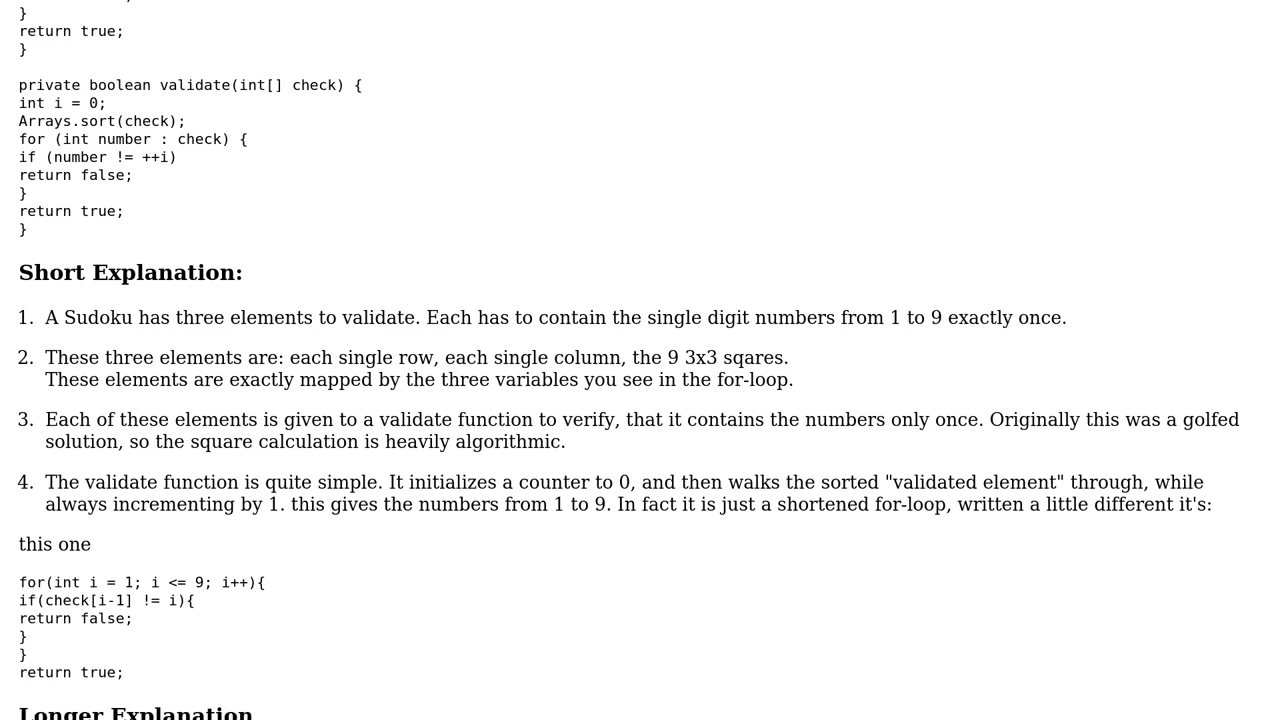 }
return true;
}
private boolean validate(int[] check) {
int i = 0;
Arrays.sort(check);
for (int number : check) {
if (number != ++i)
return false;
}
return true;
}
Short Explanation:
1. A Sudoku has three elements to validate. Each has to contain the single digit numbers from 1 to 9 exactly once.
2. These three elements are: each single row, each single column, the 9 3x3 sqares.
These elements are exactly mapped by the three variables you see in the for-loop.
3. Each of these elements is given to a validate function to verify, that it contains the numbers only once. Originally this was a golfed
solution, so the square calculation is heavily algorithmic.
4. The validate function is quite simple. It initializes a counter to 0, and then walks the sorted "validated element" through, while
always incrementing by 1. this gives the numbers from 1 to 9. In fact it is just a shortened for-loop, written a little different it's:
this one
for(int i = 1; i <= 9; i++){
if(check[i-1] != i){
return false;
}
}
return true;
Longer Explanation